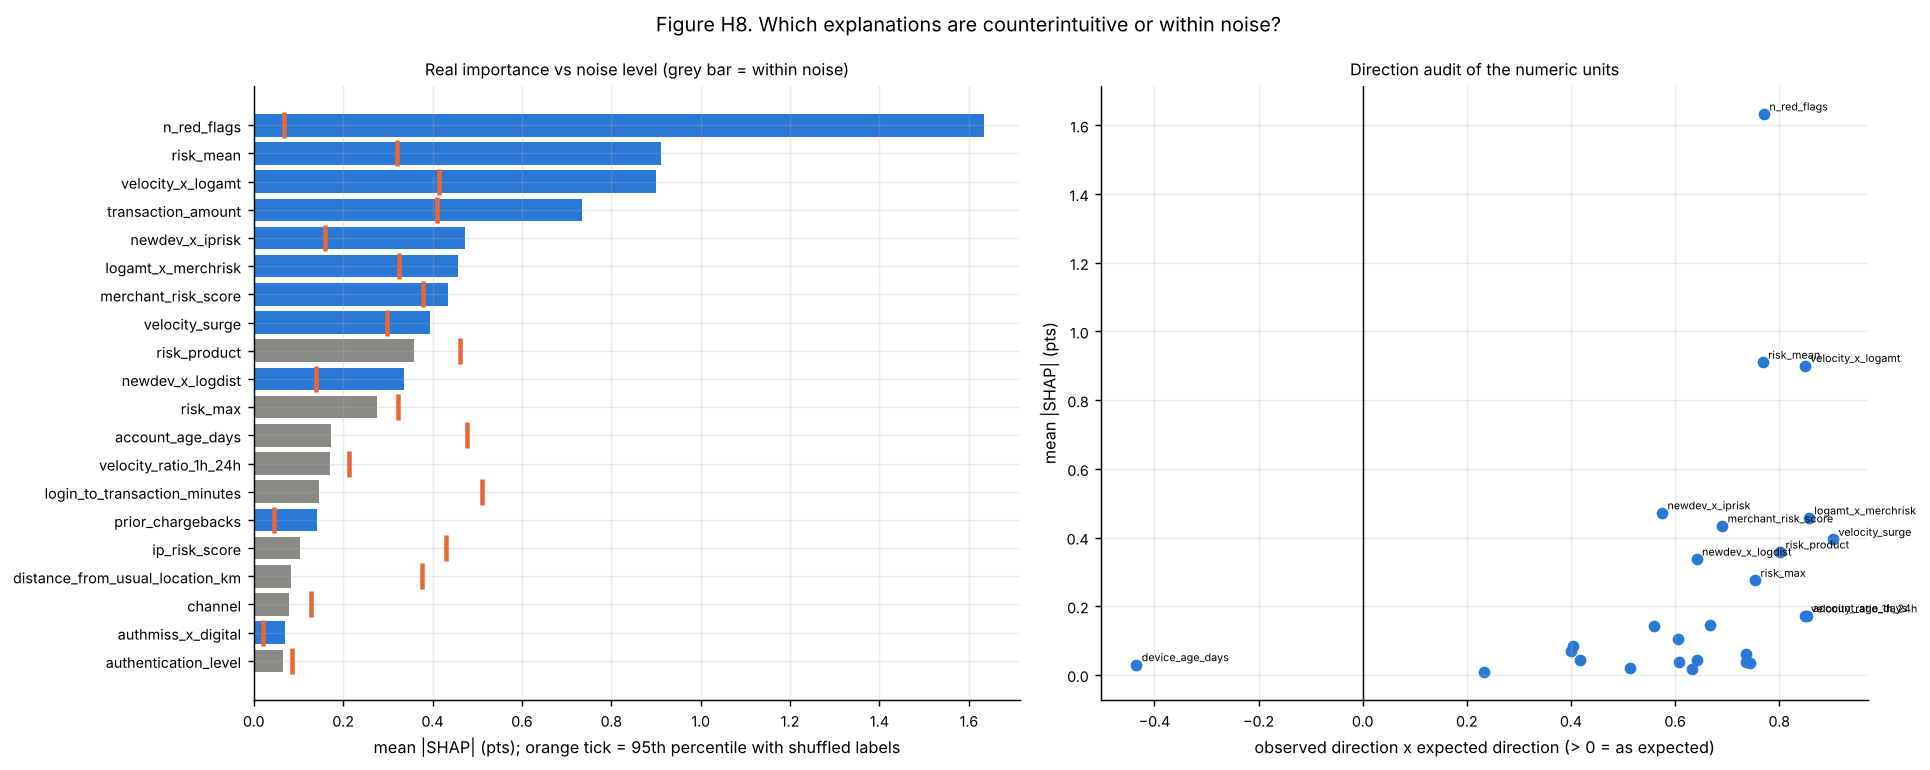 Figure H8. Which explanations are counterintuitive or within noise?
Real importance vs noise level (grey bar = within noise)
n_red_flags
risk_mean
velocity_x_logamt
transaction_amount
newdev_x_iprisk
logamt_x_merchrisk
merchant_risk_score
velocity_surge
risk_product
newdev_x_logdist
risk_max
account_age_days
velocity_ratio_1h_24h
login_to_transaction_minutes
prior_chargebacks
ip_risk_score
distance_from_usual_location_km
channel
authmiss_x_digital
authentication_level
0.0 0.2 0.4 0.6 0.8 1.0 1.2 1.4 1.6
mean |SHAP| (pts); orange tick = 95th percentile with shuffled labels
Direction audit of the numeric units
mean |SHAP| (pts)
1.6
1.4
1.2
1.0
0.8
0.6
0.4
0.2
0.0
n_red_flags
risk_mean
velocity_x_logamt
newdev_x_iprisk
logamt_x_merchrisk
merchant_risk_score
velocity_surge
risk_product
newdev_x_logdist
risk_max
account_age_days
velocity_ratio_1h_24h
device_age_days
−0.4 −0.2 0.0 0.2 0.4 0.6 0.8
observed direction x expected direction (> 0 = as expected)